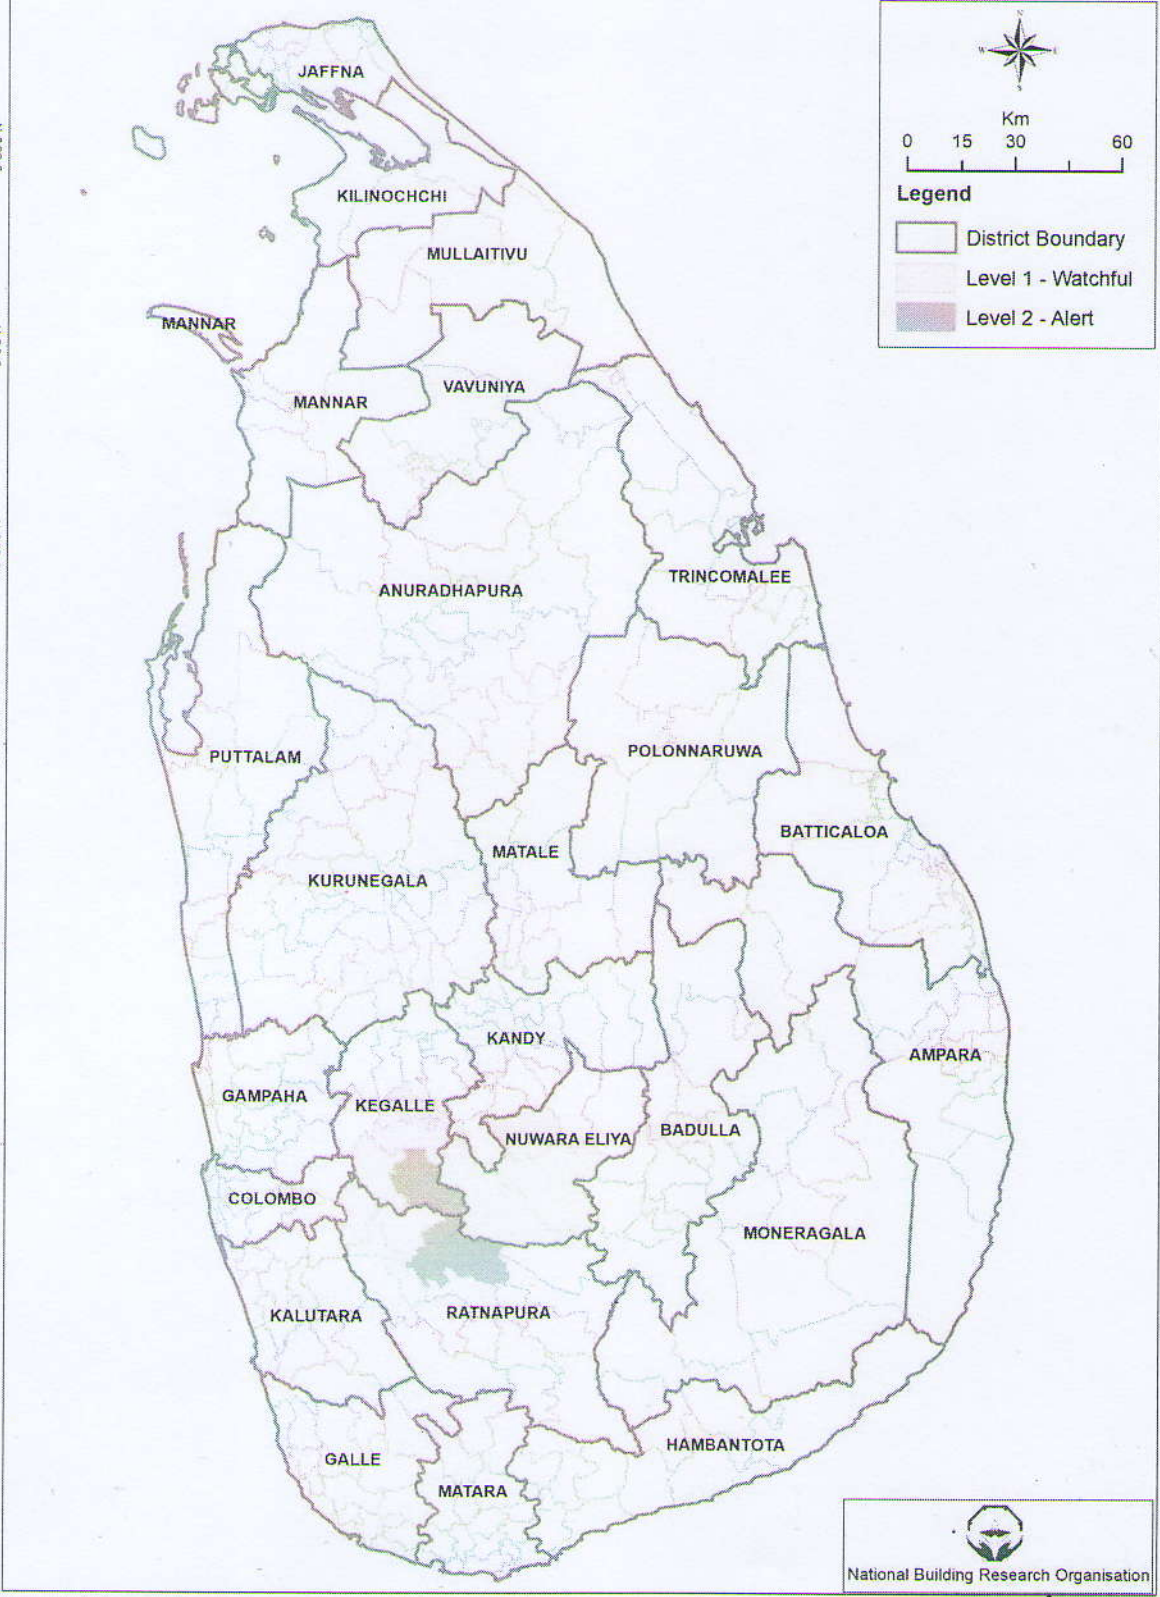 N
W E
S
Km
0 15 30 60
Legend
District Boundary
Level 1 - Watchful
Level 2 - Alert
JAFFNA
KILINOCHCHI
MULLAITIVU
MANNAR
MANNAR
VAVUNIYA
ANURADHAPURA
TRINCOMALEE
PUTTALAM
POLONNARUWA
BATTICALOA
MATALE
KURUNEGALA
KANDY
AMPARA
GAMPAHA
KEGALLE
NUWARA ELIYA
BADULLA
COLOMBO
MONERAGALA
KALUTARA
RATNAPURA
HAMBANTOTA
GALLE
MATARA
National Building Research Organisation